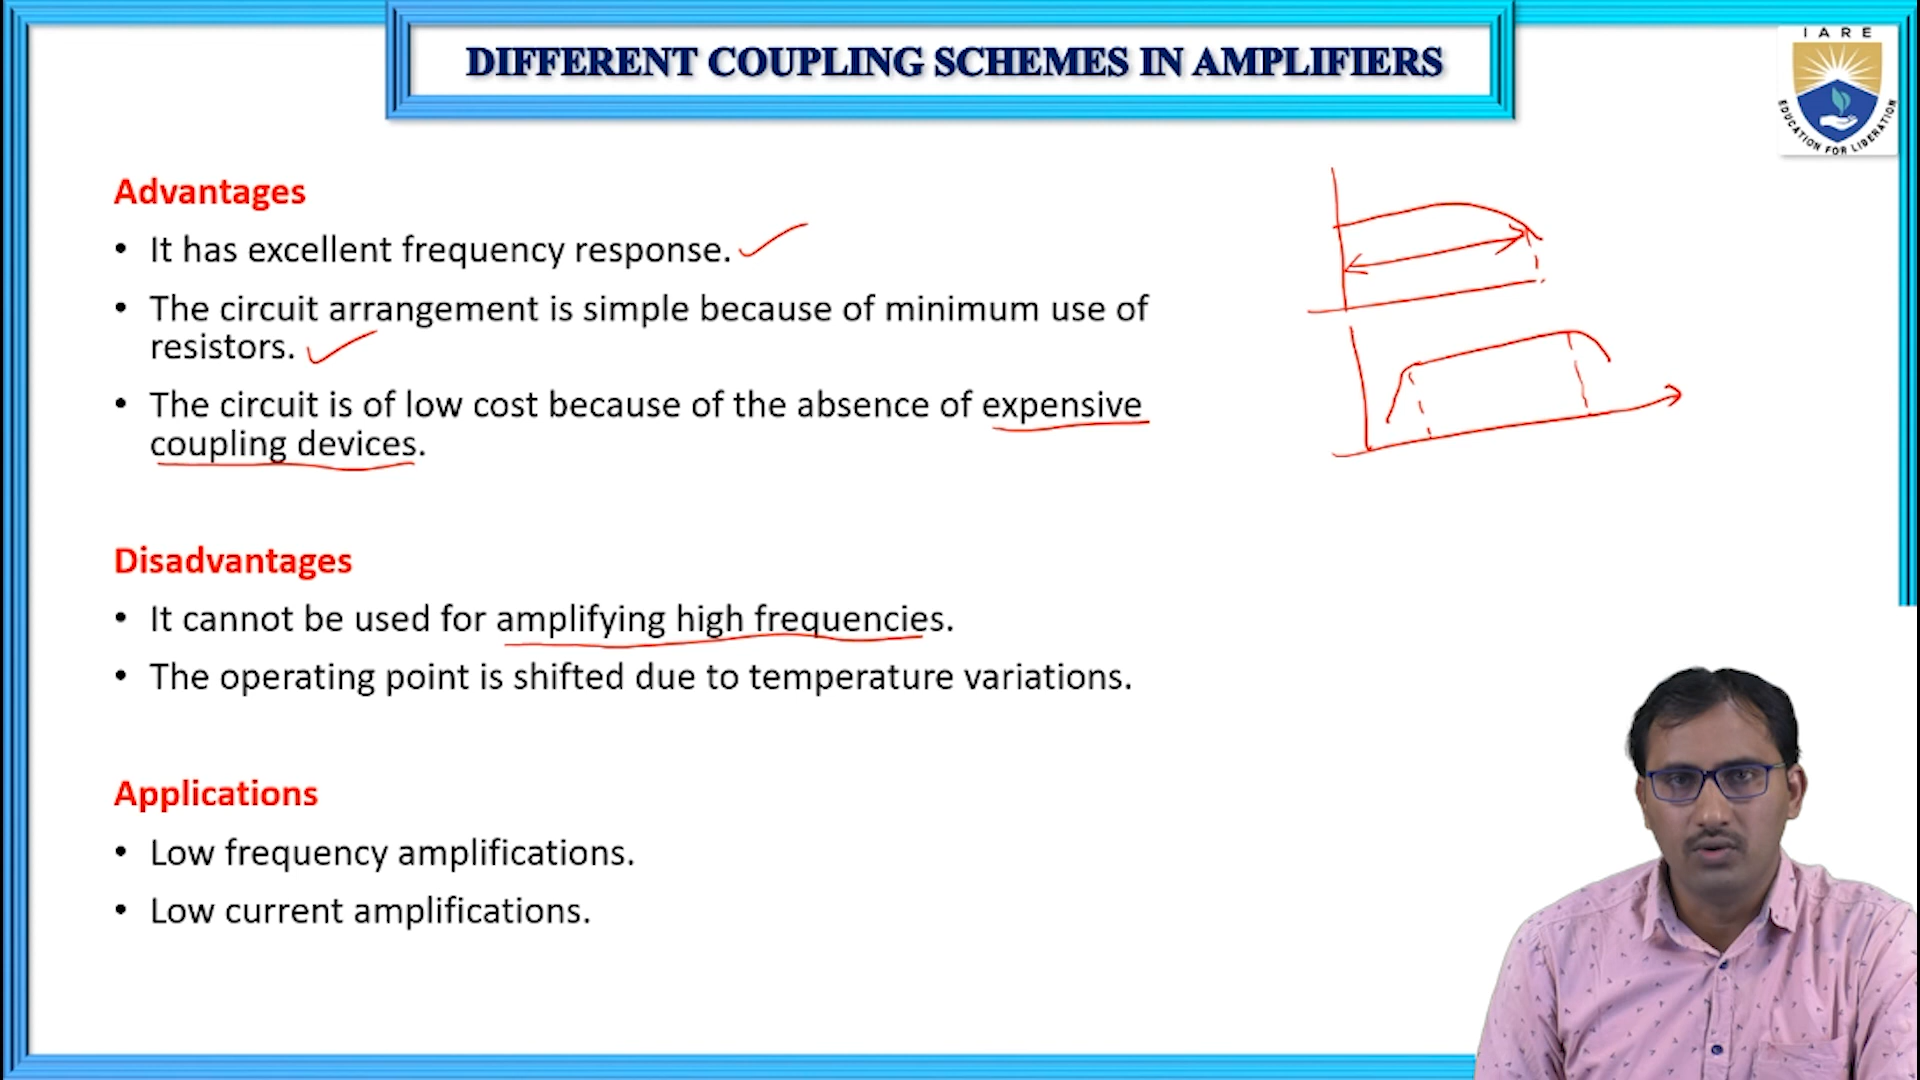 DIFFERENT COUPLING SCHEMES IN AMPLIFIERS
IARE
EDUCATION FOR LIBERATION
Advantages
• It has excellent frequency response.
• The circuit arrangement is simple because of minimum use of
resistors.
• The circuit is of low cost because of the absence of expensive
coupling devices.
Disadvantages
• It cannot be used for amplifying high frequencies.
• The operating point is shifted due to temperature variations.
Applications
• Low frequency amplifications.
• Low current amplifications.